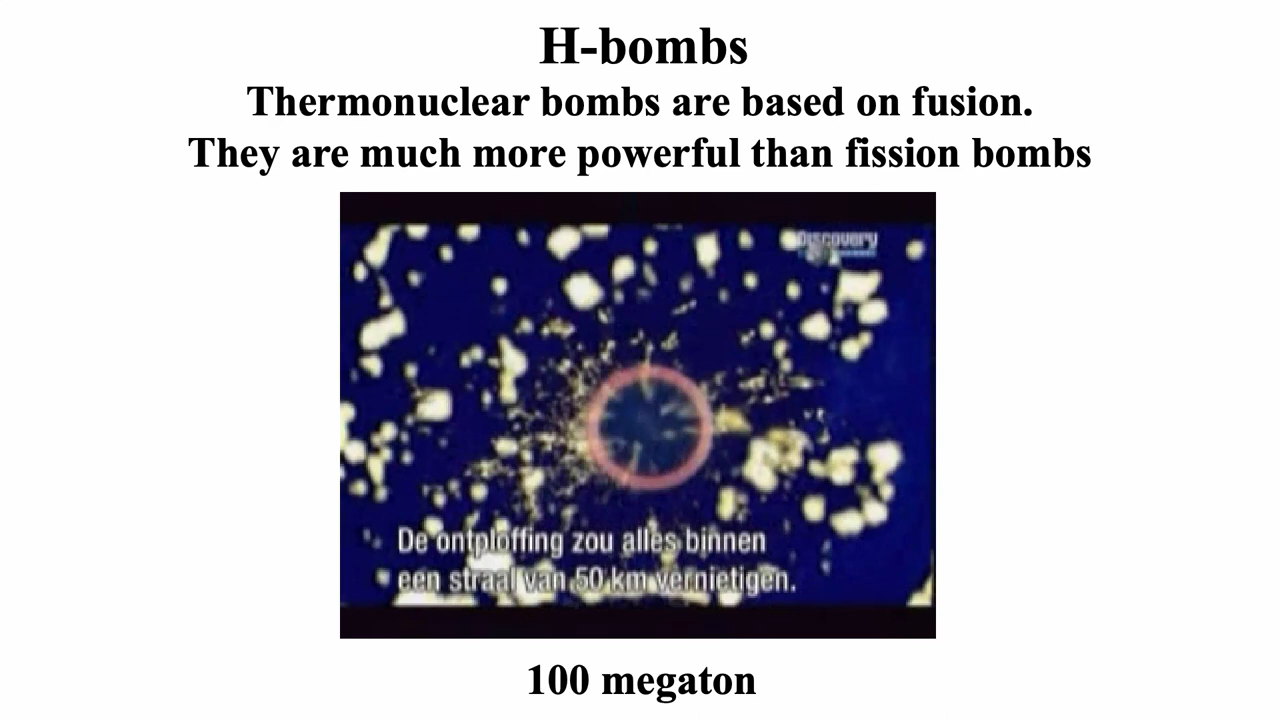 H-bombs
Thermonuclear bombs are based on fusion.
They are much more powerful than fission bombs
Discovery
De ontploffing zou alles binnen
een straal van 50 km vernietigen.
100 megaton